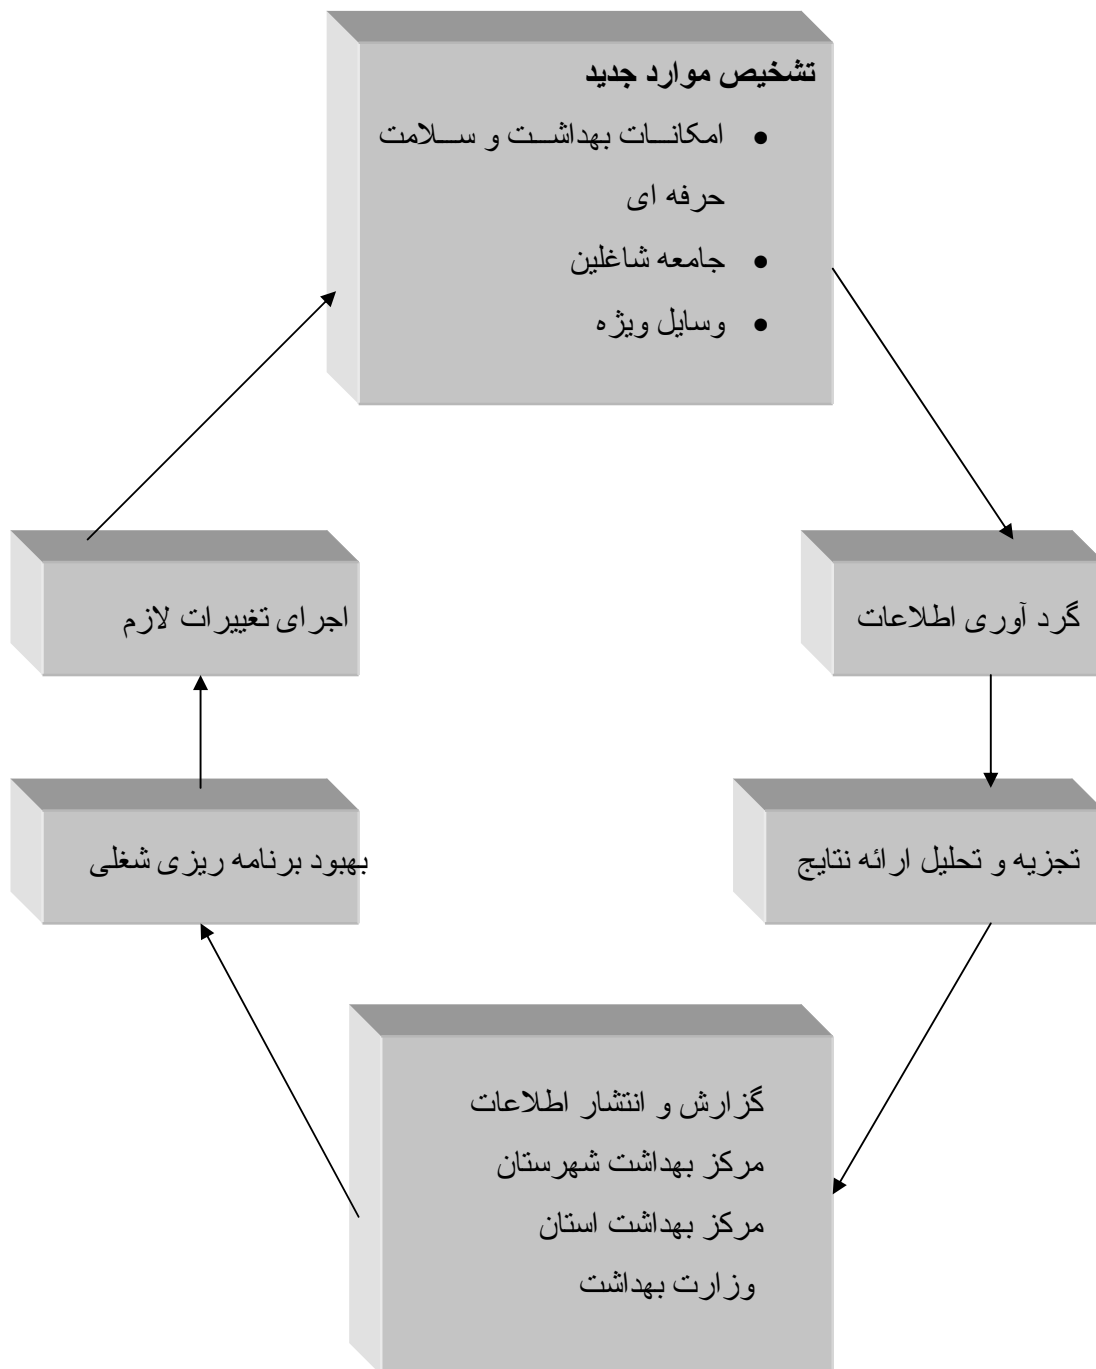 تشخیص موارد جدید
• امکانات بهداشت و سلامت
حرفه ای
• جامعه شاغلین
• وسایل ویژه
گرد آوری اطلاعات
تجزیه و تحلیل ارائه نتایج
گزارش و انتشار اطلاعات
مرکز بهداشت شهرستان
مرکز بهداشت استان
وزارت بهداشت
بهبود برنامه ریزی شغلی
اجرای تغییرات لازم